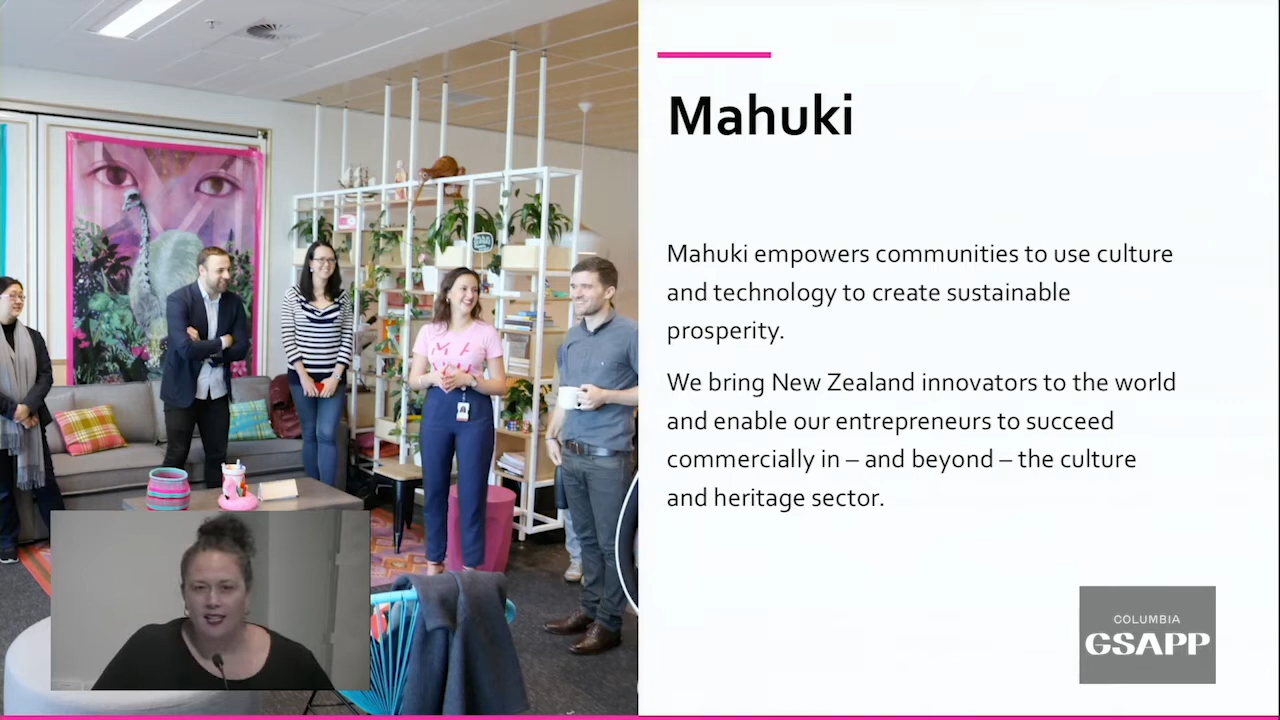 Mahuki
Mahuki empowers communities to use culture
and technology to create sustainable
prosperity.
We bring New Zealand innovators to the world
and enable our entrepreneurs to succeed
commercially in – and beyond – the culture
and heritage sector.
COLUMBIA
GSAPP